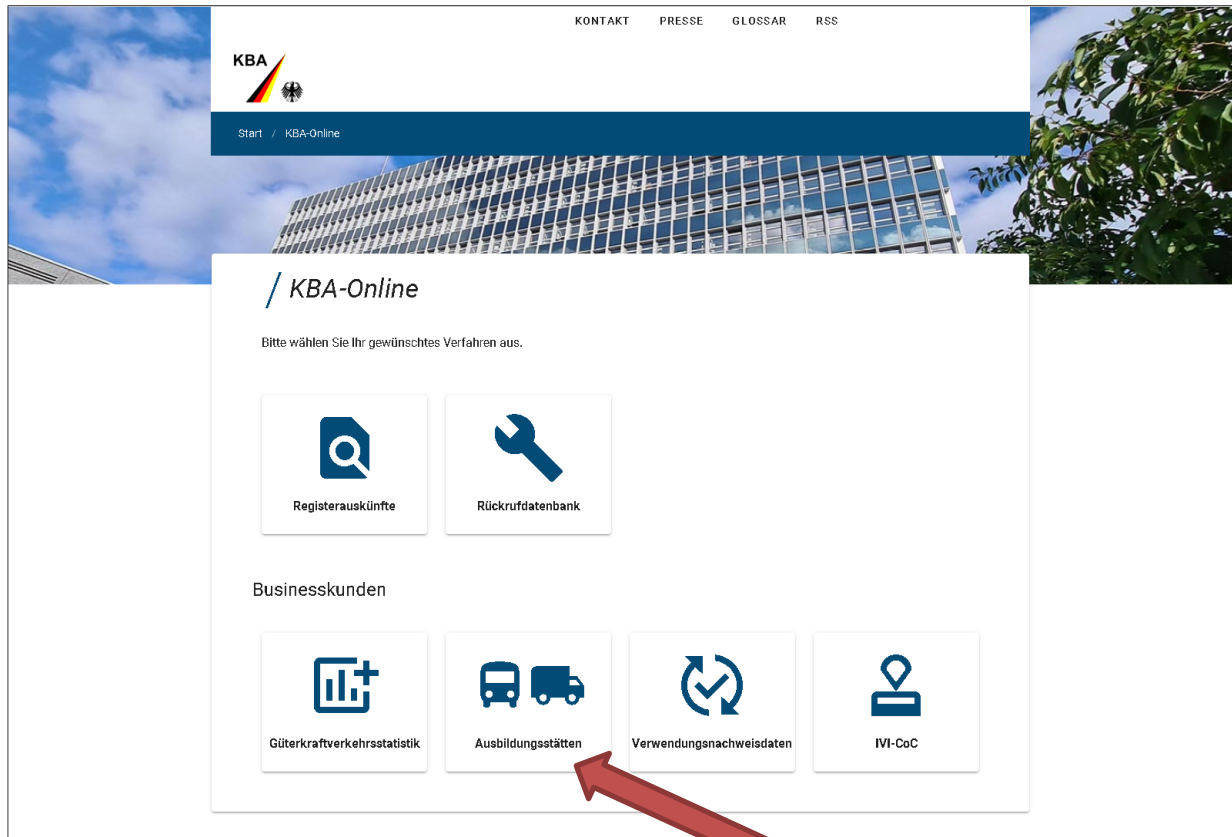 KONTAKT PRESSE GLOSSAR RSS
KBA
Start / KBA-Online
KBA-Online
Bitte wählen Sie Ihr gewünschtes Verfahren aus.
Registerauskünfte Rückrufdatenbank
Businesskunden
Güterkraftverkehrsstatistik Ausbildungsstätten Verwendungsnachweisdaten IVI-CoC